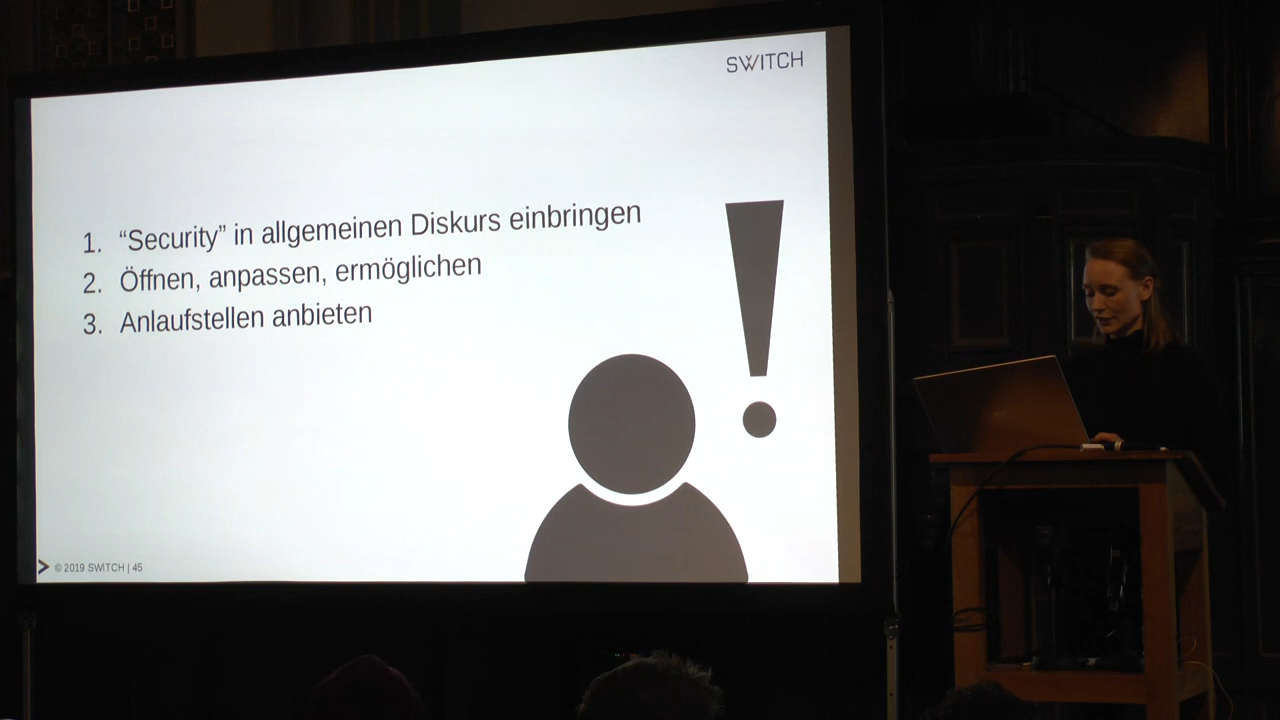 SWITCH
1. “Security” in allgemeinen Diskurs einbringen
2. Öffnen, anpassen, ermöglichen
3. Anlaufstellen anbieten
© 2019 SWITCH | 45